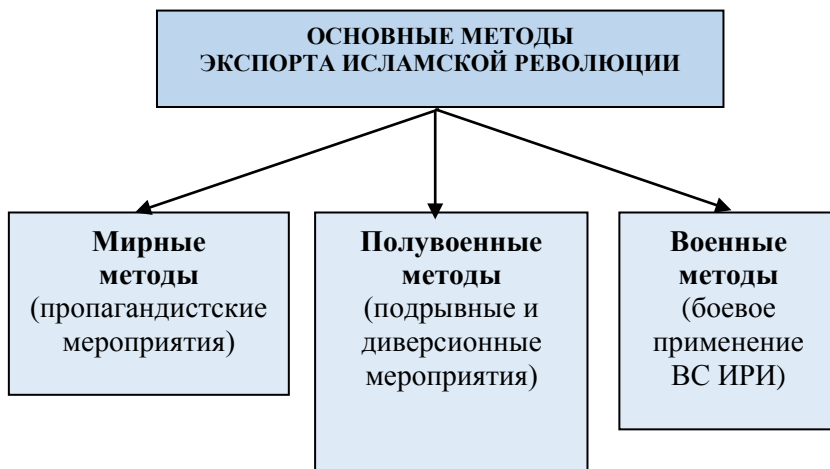 ОСНОВНЫЕ МЕТОДЫ
ЭКСПОРТА ИСЛАМСКОЙ РЕВОЛЮЦИИ
Мирные
методы
(пропагандистские
мероприятия)
Полувоенные
методы
(подрывные и
диверсионные
мероприятия)
Военные
методы
(боевое
применение
ВС ИРИ)